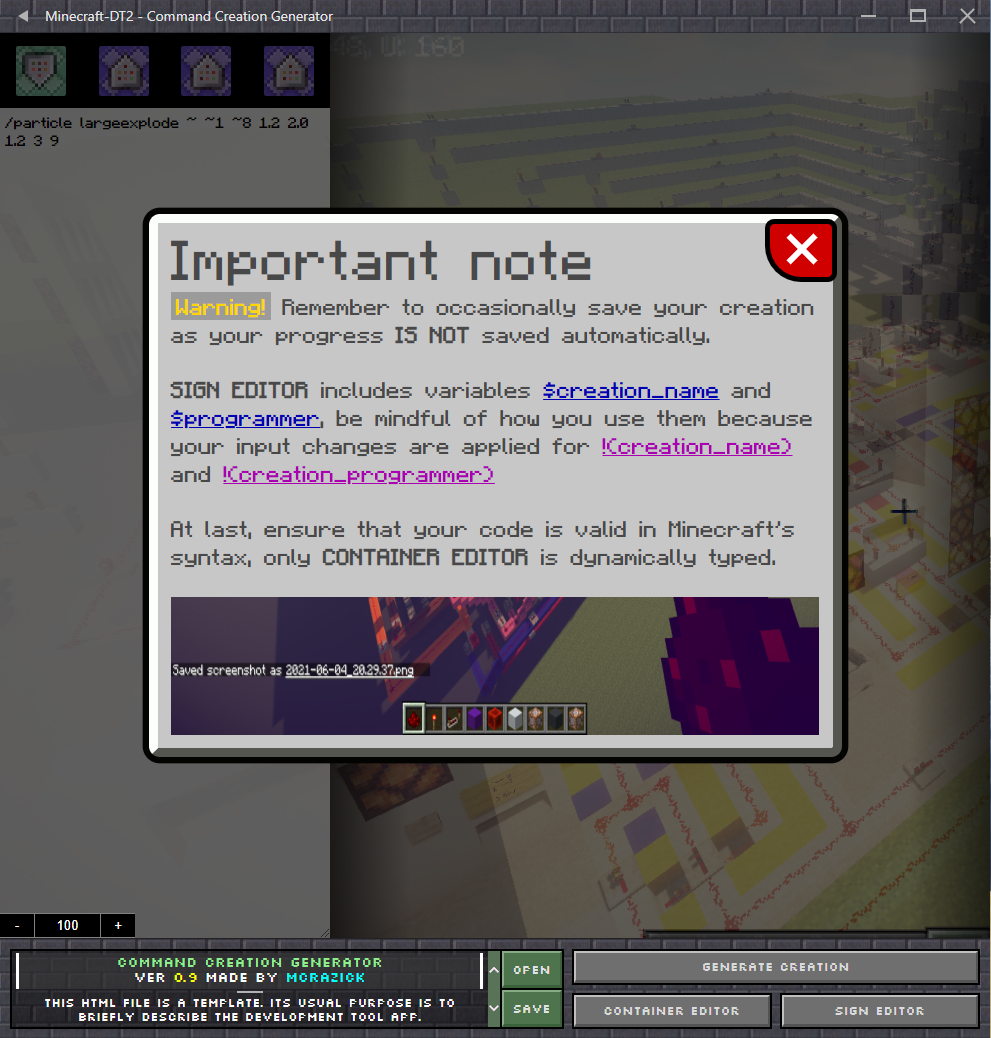 Minecraft-DT2 - Command Creation Generator
/particle largeexplode ~ ~1 ~8 1.2 2.0
1.2 3 9
Important note
Warning! Remember to occasionally save your creation
as your progress IS NOT saved automatically.
SIGN EDITOR includes variables $creation_name and
$programmer, be mindful of how you use them because
your input changes are applied for !(creation_name)
and !(creation_programmer)
At last, ensure that your code is valid in Minecraft's
syntax, only CONTAINER EDITOR is dynamically typed.
Saved screenshot as 2021-06-04_20.29.37.png
- 100 +
COMMAND CREATION GENERATOR
VER 0.9 MADE BY MCRAZICK
THIS HTML FILE IS A TEMPLATE. ITS USUAL PURPOSE IS TO
BRIEFLY DESCRIBE THE DEVELOPMENT TOOL APP.
OPEN
SAVE
GENERATE CREATION
CONTAINER EDITOR
SIGN EDITOR